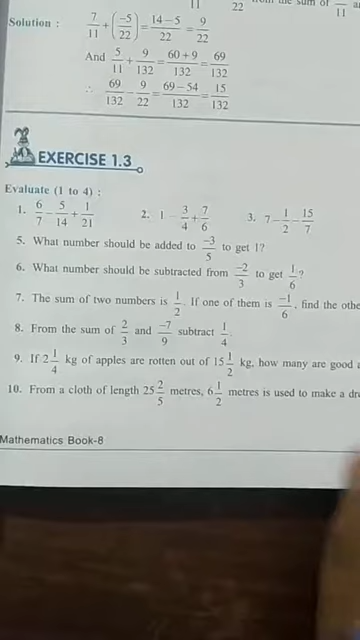 22 from the sum of 11
Solution : 7/11 + (-5/22) = 14-5/22 = 9/22
And 5/11 + 9/132 = 60+9/132 = 69/132
∴ 69/132 - 9/22 = 69-54/132 = 15/132
EXERCISE 1.3
Evaluate (1 to 4) :
1. 6/7 - 5/14 + 1/21 2. 1 - 3/4 + 7/6 3. 7 - 1/2 - 15/7
5. What number should be added to -3/5 to get 1?
6. What number should be subtracted from -2/3 to get 1/6?
7. The sum of two numbers is 1/2. If one of them is -1/6, find the othe
8. From the sum of 2/3 and -7/9 subtract 1/4.
9. If 2 1/4 kg of apples are rotten out of 15 1/2 kg, how many are good a
10. From a cloth of length 25 2/5 metres, 6 1/2 metres is used to make a dre
Mathematics Book-8